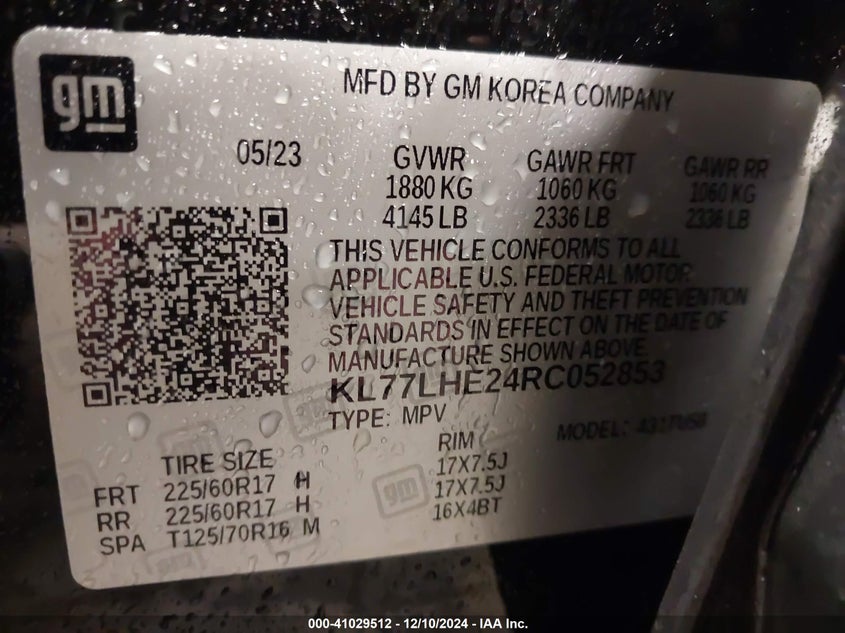 gm
MFD BY GM KOREA COMPANY
05/23
GVWR GAWR FRT GAWR RR
1880 KG 1060 KG 1060 KG
4145 LB 2336 LB 2336 LB
THIS VEHICLE CONFORMS TO ALL
APPLICABLE U.S. FEDERAL MOTOR
VEHICLE SAFETY AND THEFT PREVENTION
STANDARDS IN EFFECT ON THE DATE OF
MANUFACTURE SHOWN ABOVE.
KL77LHE24RC052853
TYPE: MPV MODEL:
TIRE SIZE RIM
FRT 225/60R17 H 17X7.5J
RR 225/60R17 H 17X7.5J
SPA T125/70R16 M 16X4BT
gm
000-41029512 - 12/10/2024 - IAA Inc.